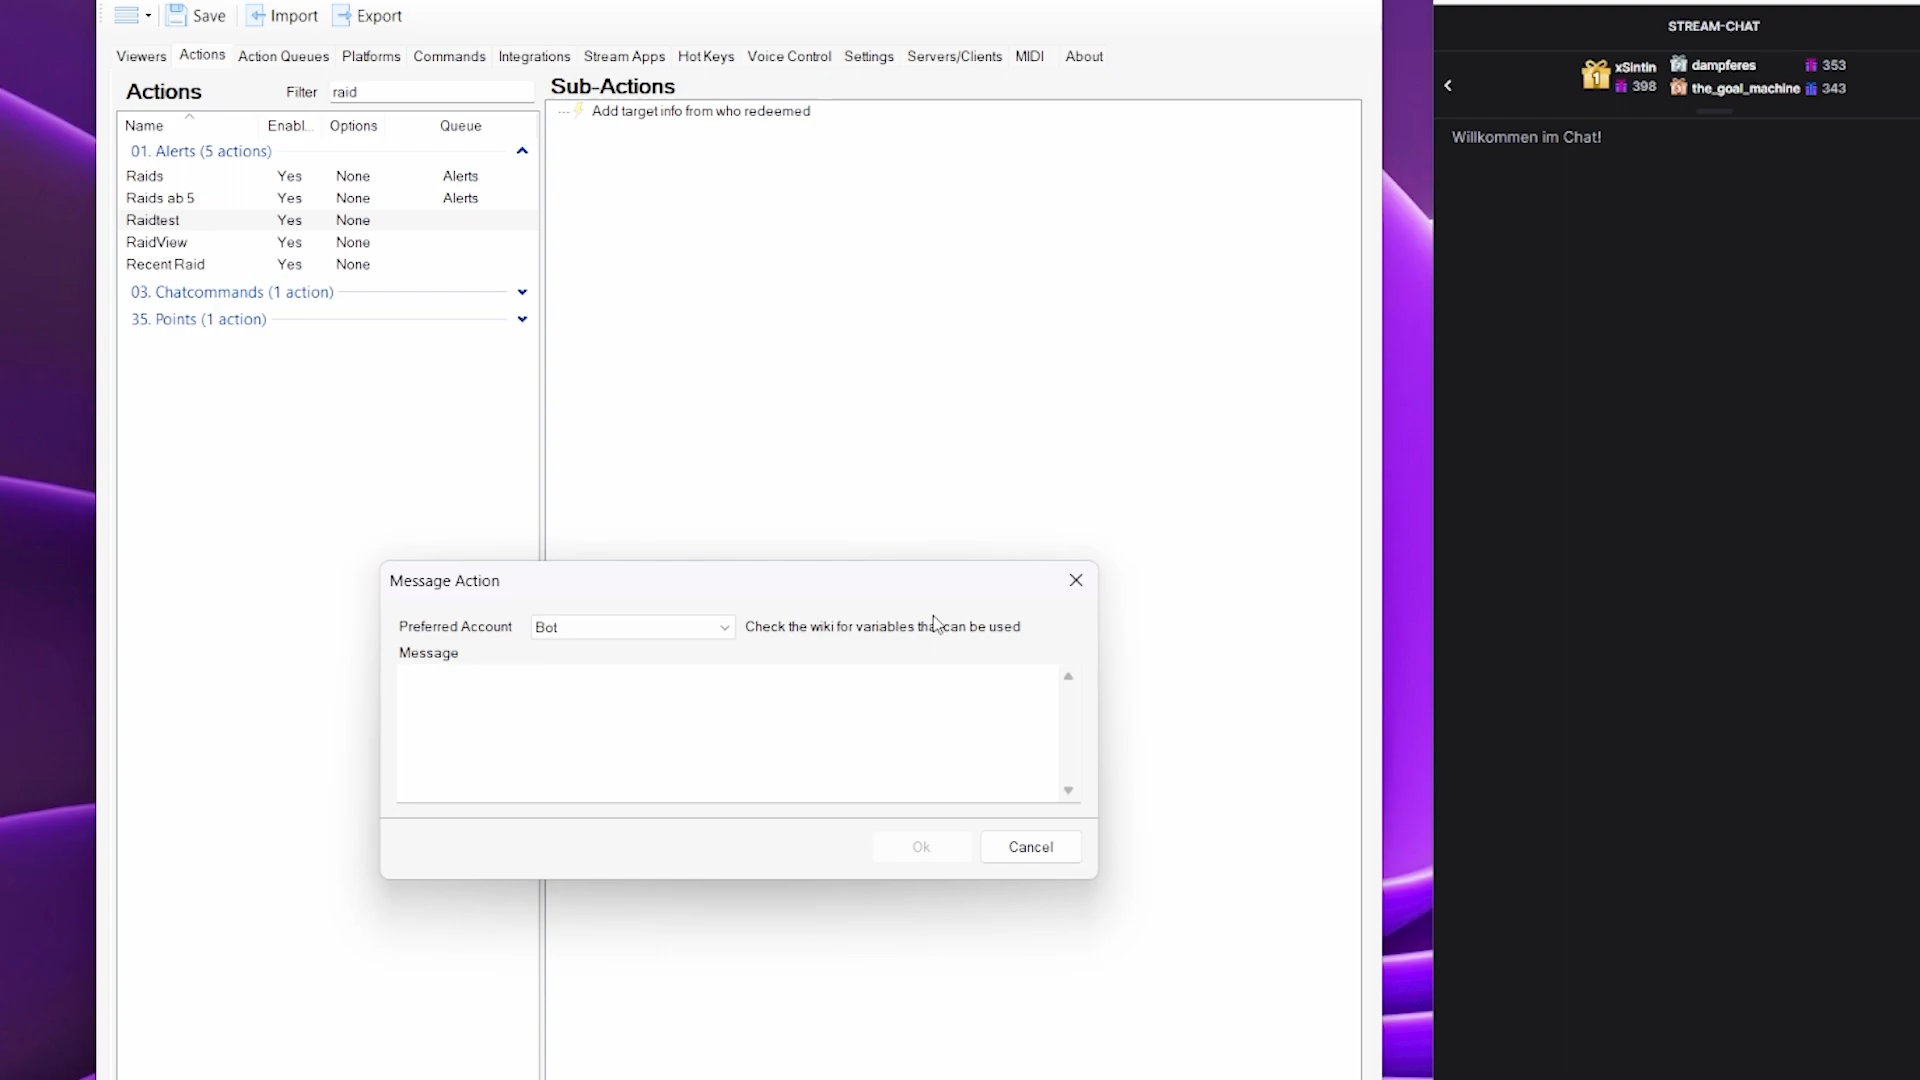 Save
Import
Export
Viewers Actions Action Queues Platforms Commands Integrations Stream Apps Hot Keys Voice Control Settings Servers/Clients MIDI About
Actions
Filter raid
Name Enabl... Options Queue
01. Alerts (5 actions)
Raids Yes None Alerts
Raids ab 5 Yes None Alerts
Raidtest Yes None
RaidView Yes None
Recent Raid Yes None
03. Chatcommands (1 action)
35. Points (1 action)
Sub-Actions
Add target info from who redeemed
Message Action
Preferred Account Bot Check the wiki for variables that can be used
Message
Ok Cancel
STREAM-CHAT
1 xSintin 398
2 dampferes 353
3 the_goal_machine 343
Willkommen im Chat!